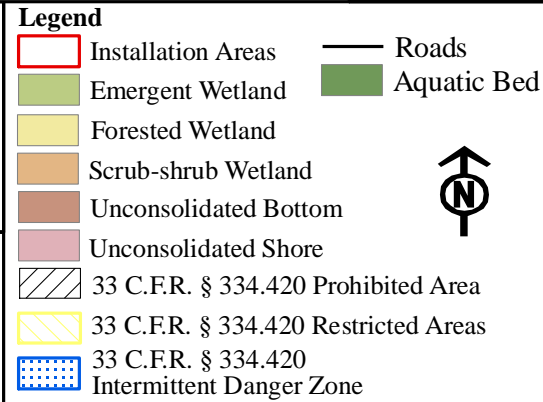 Legend
Installation Areas
Emergent Wetland
Forested Wetland
Scrub-shrub Wetland
Unconsolidated Bottom
Unconsolidated Shore
33 C.F.R. § 334.420 Prohibited Area
33 C.F.R. § 334.420 Restricted Areas
33 C.F.R. § 334.420
Intermittent Danger Zone
Roads
Aquatic Bed
N